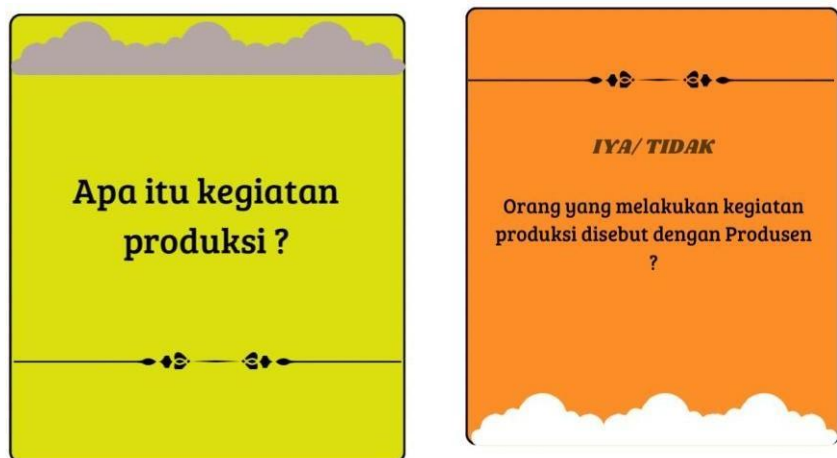 Apa itu kegiatan
produksi ?
IYA/ TIDAK
Orang yang melakukan kegiatan
produksi disebut dengan Produsen
?